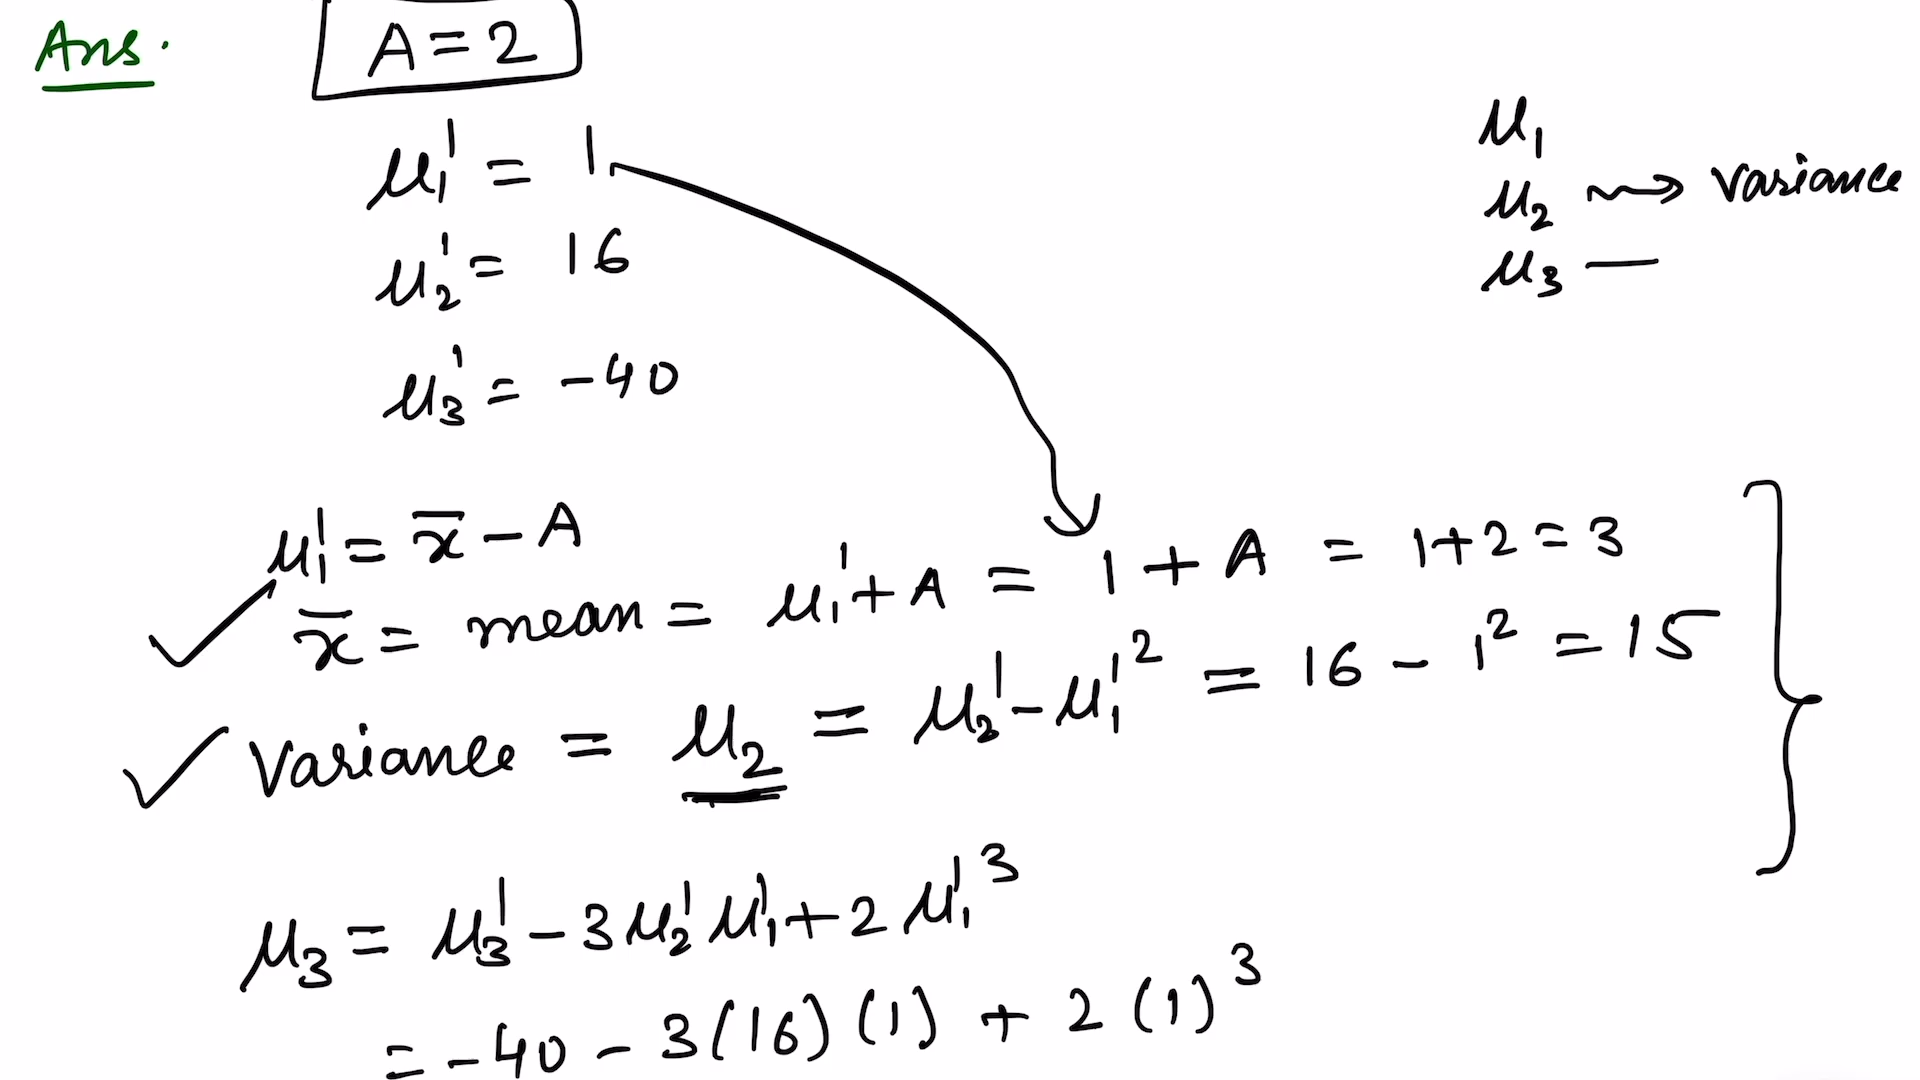 Ans.
A = 2
μ₁' = 1
μ₂' = 16
μ₃' = -40
μ₁
μ₂ ⇝ variance
μ₃ —
μ₁' = x̅ - A
x̅ = mean = μ₁' + A = 1 + A = 1+2 = 3
✓ Variance = μ₂ = μ₂' - μ₁'² = 16 - 1² = 15
μ₃ = μ₃' - 3μ₂'μ₁' + 2μ₁'³
= -40 - 3(16)(1) + 2(1)³